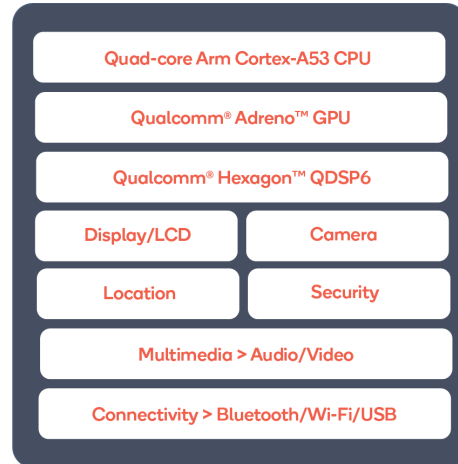 Quad-core Arm Cortex-A53 CPU
Qualcomm® Adreno™ GPU
Qualcomm® Hexagon™ QDSP6
Display/LCD
Camera
Location
Security
Multimedia > Audio/Video
Connectivity > Bluetooth/Wi-Fi/USB